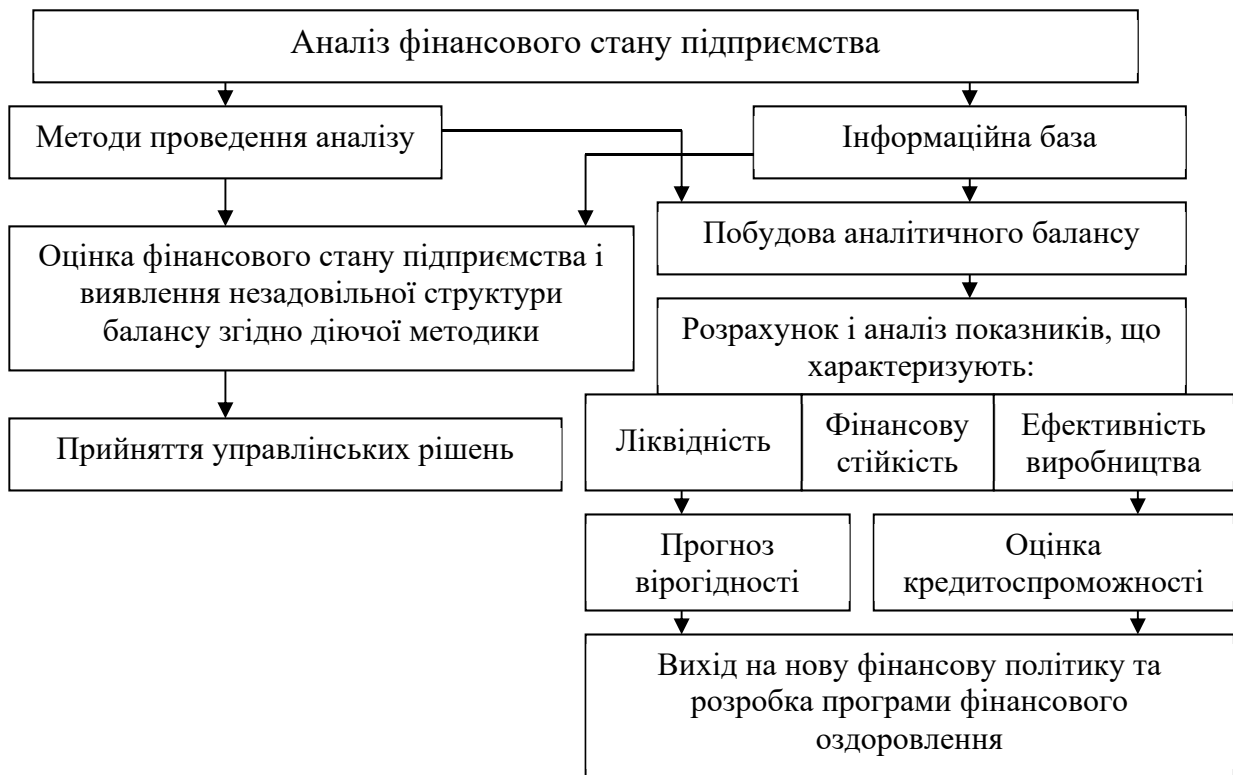 Аналіз фінансового стану підприємства
Методи проведення аналізу
Інформаційна база
Оцінка фінансового стану підприємства і
виявлення незадовільної структури
балансу згідно діючої методики
Побудова аналітичного балансу
Розрахунок і аналіз показників, що
характеризують:
Прийняття управлінських рішень
Ліквідність
Фінансову
стійкість
Ефективність
виробництва
Прогноз
вірогідності
Оцінка
кредитоспроможності
Вихід на нову фінансову політику та
розробка програми фінансового
оздоровлення